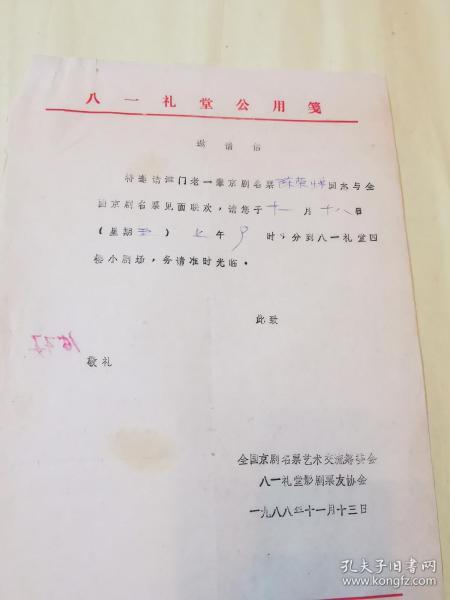 八一礼堂公用笺
邀请信
特邀请津门老一辈京剧名票陈荣悌同志与全
国京剧名票见面联欢，请您于十一月十八日
（星期五）上午9时 分到八一礼堂四
楼小剧场，务请准时光临。
此致
敬礼
全国京剧名票艺术交流筹委会
八一礼堂影剧票友协会
一九八八年十一月十三日
孔夫子旧书网
www.kongfz.com